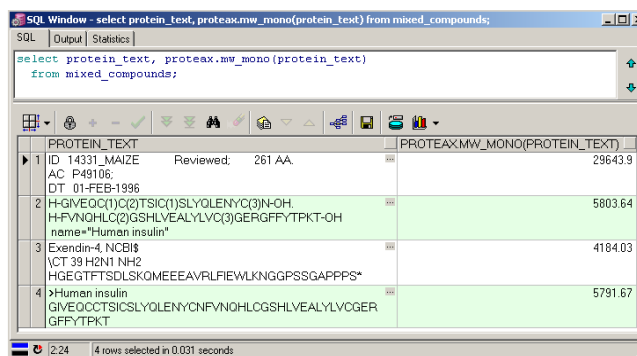 SQL Window - select protein_text, proteax.mw_mono(protein_text) from mixed_compounds;
SQL Output Statistics
select protein_text, proteax.mw_mono(protein_text)
from mixed_compounds;
PROTEIN_TEXT PROTEAX.MW_MONO(PROTEIN_TEXT)
1 ID 14331_MAIZE Reviewed; 261 AA. 29643.9
AC P49106;
DT 01-FEB-1996
2 H-GIVEQC(1)C(2)TSIC(1)SLYQLENYC(3)N-OH. 5803.64
H-FVNQHLC(2)GSHLVEALYLVC(3)GERGFFYTPKT-OH
name="Human insulin"
3 Exendin-4, NCBI$ 4184.03
\CT 39 H2N1 NH2
HGEGTFTSDLSKQMEEEAVRLFIEWLKNGGPSSGAPPPS*
4 >Human insulin 5791.67
GIVEQCCTSICSLYQLENYCNFVNQHLCGSHLVEALYLVCGER
GFFYTPKT
2:24 4 rows selected in 0.031 seconds